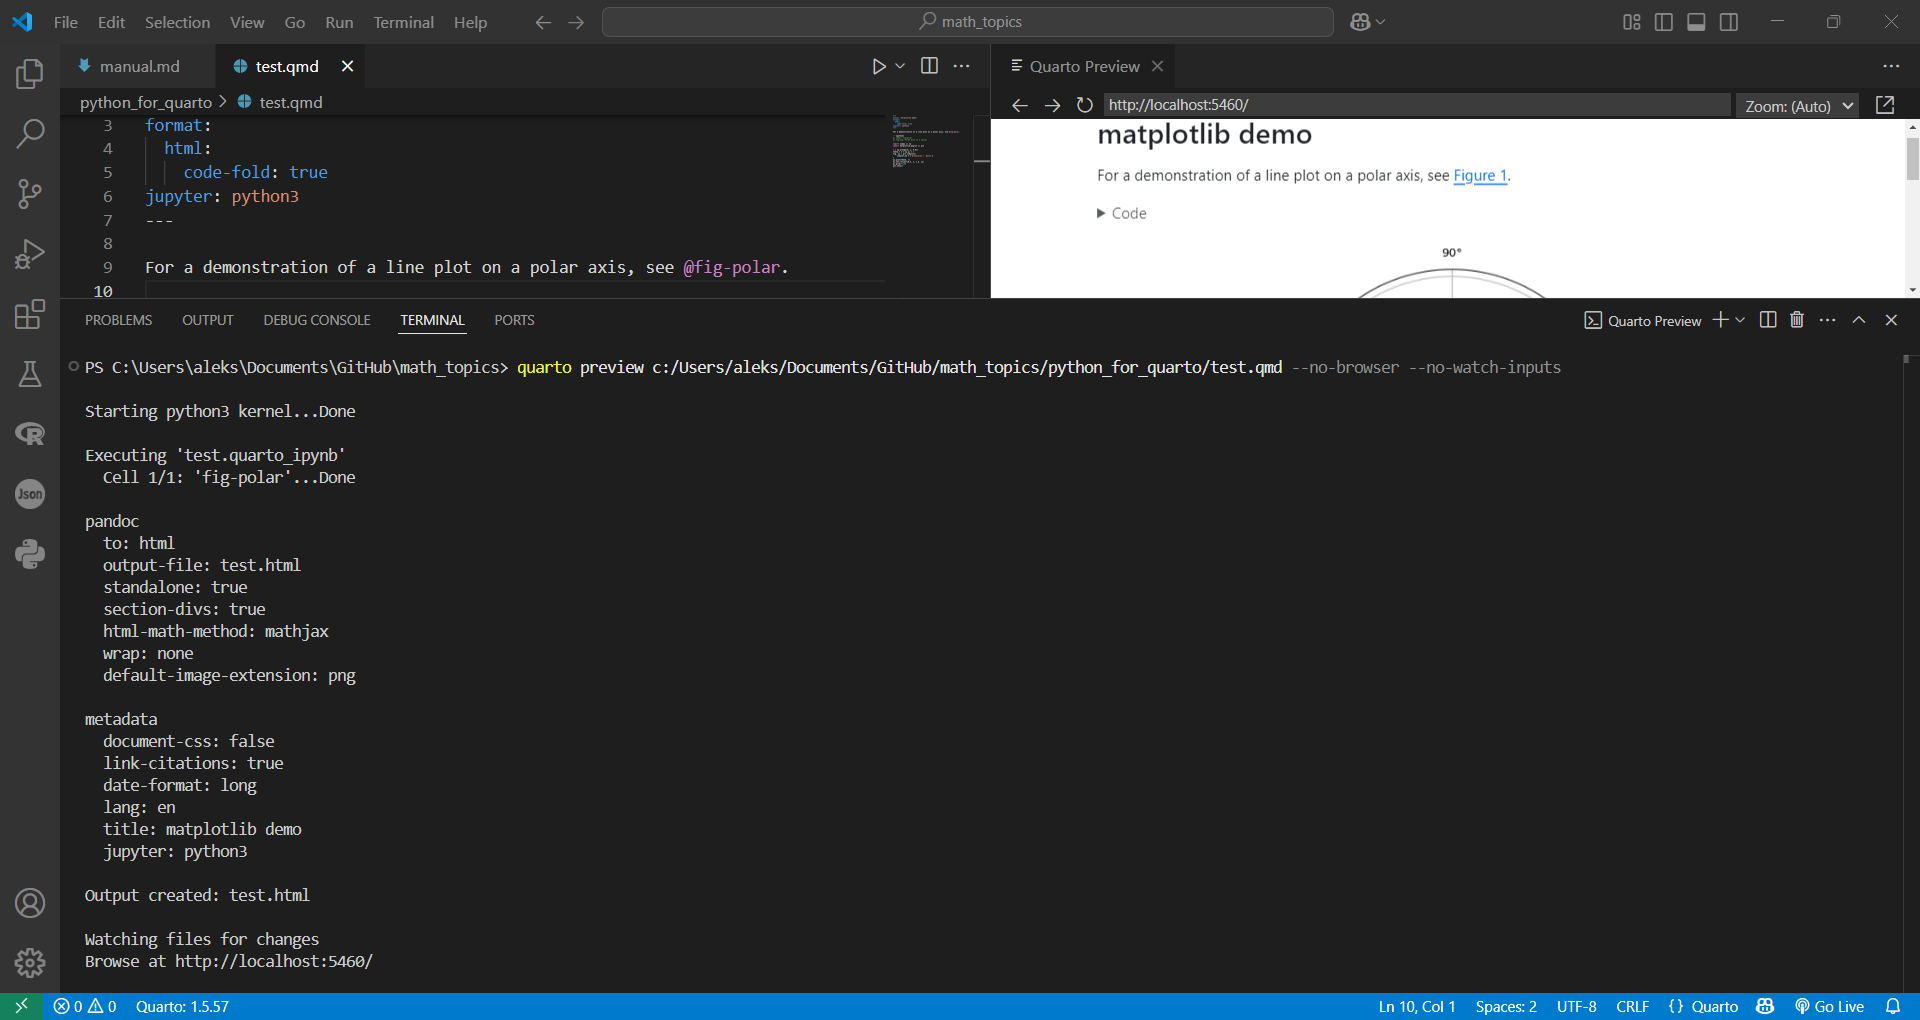 File Edit Selection View Go Run Terminal Help
math_topics
manual.md
test.qmd
python_for_quarto > test.qmd
3 format:
4 html:
5 code-fold: true
6 jupyter: python3
7 ---
8
9 For a demonstration of a line plot on a polar axis, see @fig-polar.
10
Quarto Preview
http://localhost:5460/
Zoom: (Auto)
matplotlib demo
For a demonstration of a line plot on a polar axis, see Figure 1.
Code
90°
PROBLEMS OUTPUT DEBUG CONSOLE TERMINAL PORTS
Quarto Preview
PS C:\Users\aleks\Documents\GitHub\math_topics> quarto preview c:/Users/aleks/Documents/GitHub/math_topics/python_for_quarto/test.qmd --no-browser --no-watch-inputs
Starting python3 kernel...Done
Executing 'test.quarto_ipynb'
Cell 1/1: 'fig-polar'...Done
pandoc
to: html
output-file: test.html
standalone: true
section-divs: true
html-math-method: mathjax
wrap: none
default-image-extension: png
metadata
document-css: false
link-citations: true
date-format: long
lang: en
title: matplotlib demo
jupyter: python3
Output created: test.html
Watching files for changes
Browse at http://localhost:5460/
Json
R
0 0 Quarto: 1.5.57
Ln 10, Col 1 Spaces: 2 UTF-8 CRLF {} Quarto Go Live